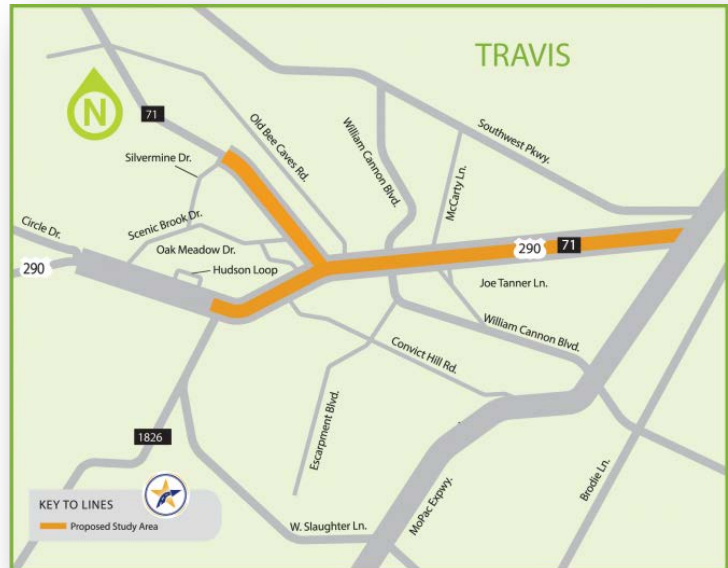 TRAVIS
N
71
Old Bee Caves Rd.
William Cannon Blvd.
Southwest Pkwy.
Silvermine Dr.
McCarty Ln.
Circle Dr.
Scenic Brook Dr.
Oak Meadow Dr.
290
71
290
Hudson Loop
Joe Tanner Ln.
William Cannon Blvd.
Convict Hill Rd.
Escarpment Blvd.
1826
MoPac Expwy.
Brodie Ln.
KEY TO LINES
Proposed Study Area
W. Slaughter Ln.